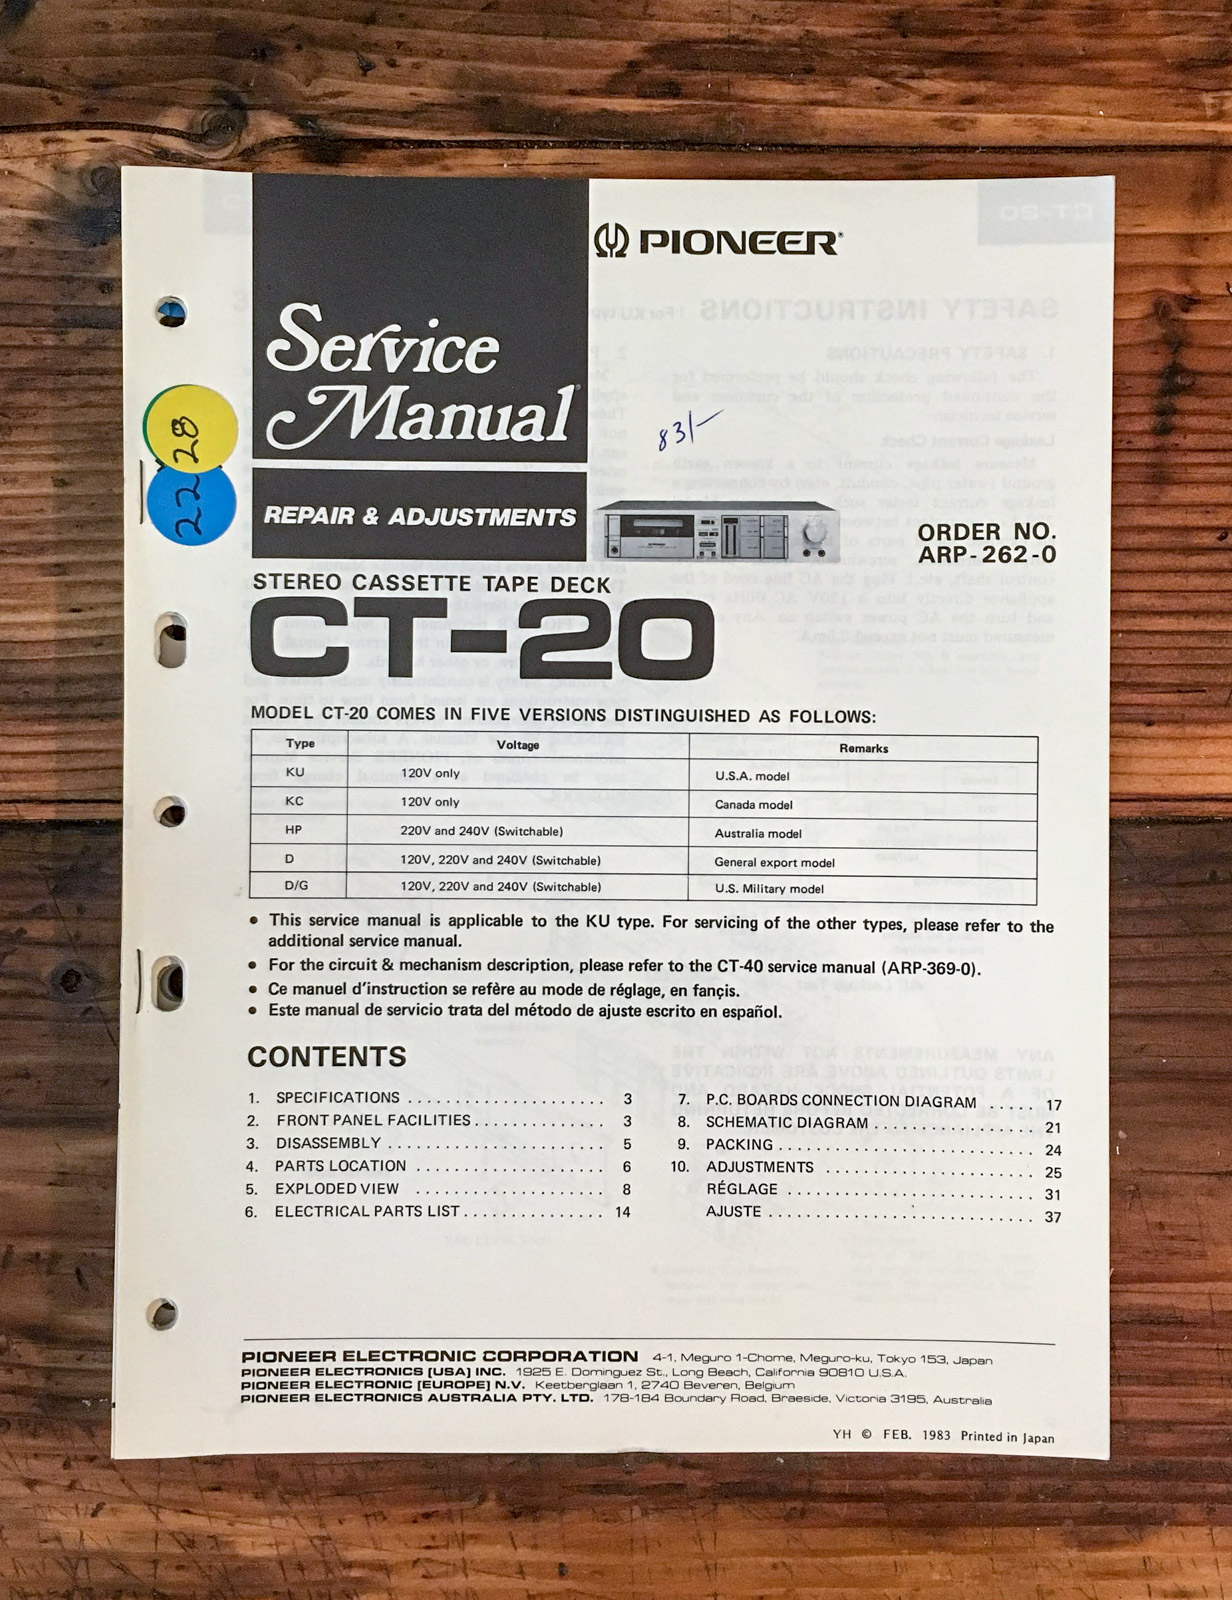 PIONEER
Service
Manual
83/-
28
22
REPAIR & ADJUSTMENTS
ORDER NO.
ARP-262-0
STEREO CASSETTE TAPE DECK
CT-20
MODEL CT-20 COMES IN FIVE VERSIONS DISTINGUISHED AS FOLLOWS:
Type Voltage Remarks
KU 120V only U.S.A. model
KC 120V only Canada model
HP 220V and 240V (Switchable) Australia model
D 120V, 220V and 240V (Switchable) General export model
D/G 120V, 220V and 240V (Switchable) U.S. Military model
• This service manual is applicable to the KU type. For servicing of the other types, please refer to the
additional service manual.
• For the circuit & mechanism description, please refer to the CT-40 service manual (ARP-369-0).
• Ce manuel d'instruction se refère au mode de réglage, en fançis.
• Este manual de servicio trata del método de ajuste escrito en español.
CONTENTS
1. SPECIFICATIONS . . . . . . . . . . . . . . . . . . . . . 3
2. FRONT PANEL FACILITIES . . . . . . . . . . . . . . 3
3. DISASSEMBLY . . . . . . . . . . . . . . . . . . . . . . . 5
4. PARTS LOCATION . . . . . . . . . . . . . . . . . . . . 6
5. EXPLODED VIEW . . . . . . . . . . . . . . . . . . . . 8
6. ELECTRICAL PARTS LIST . . . . . . . . . . . . . . . 14
7. P.C. BOARDS CONNECTION DIAGRAM . . . . . 17
8. SCHEMATIC DIAGRAM . . . . . . . . . . . . . . . . . 21
9. PACKING . . . . . . . . . . . . . . . . . . . . . . . . . . . 24
10. ADJUSTMENTS . . . . . . . . . . . . . . . . . . . . . . 25
RÉGLAGE . . . . . . . . . . . . . . . . . . . . . . . . . . 31
AJUSTE . . . . . . . . . . . . . . . . . . . . . . . . . . . . 37
PIONEER ELECTRONIC CORPORATION 4-1, Meguro 1-Chome, Meguro-ku, Tokyo 153, Japan
PIONEER ELECTRONICS [USA] INC. 1925 E. Dominguez St., Long Beach, California 90810 U.S.A.
PIONEER ELECTRONIC [EUROPE] N.V. Keetberglaan 1, 2740 Beveren, Belgium
PIONEER ELECTRONICS AUSTRALIA PTY. LTD. 178-184 Boundary Road, Braeside, Victoria 3195, Australia
YH © FEB. 1983 Printed in Japan